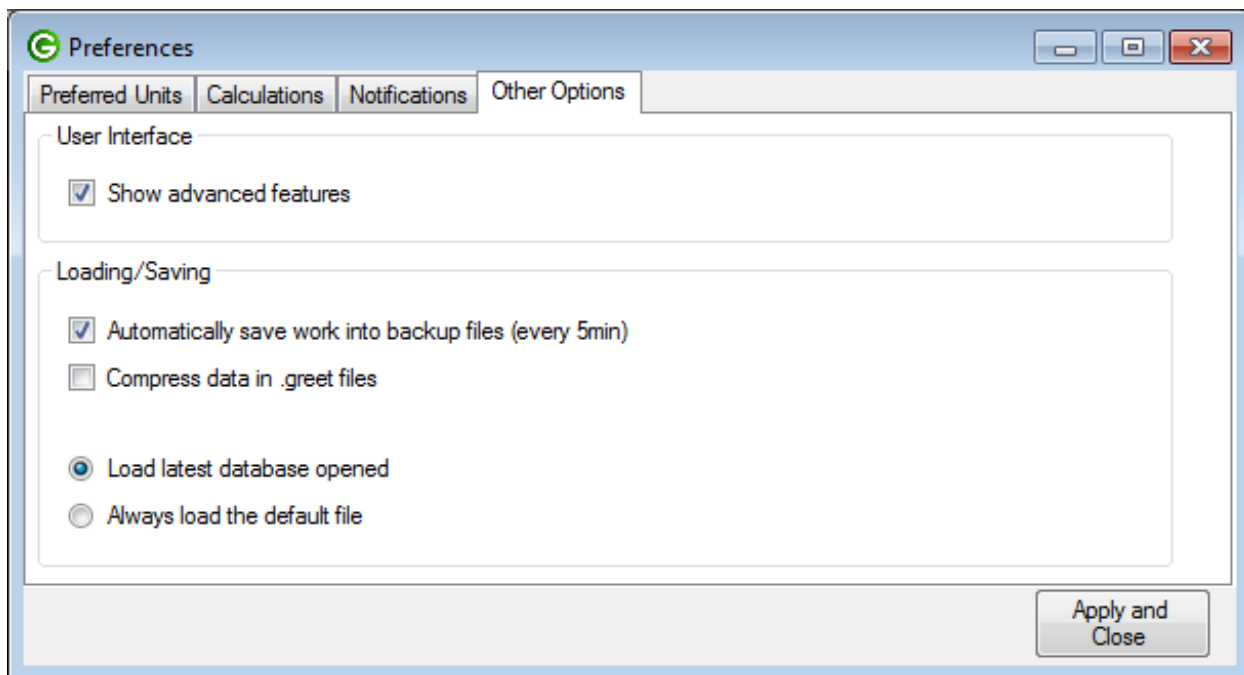 Preferences
Preferred Units Calculations Notifications Other Options
User Interface
Show advanced features
Loading/Saving
Automatically save work into backup files (every 5min)
Compress data in .greet files
Load latest database opened
Always load the default file
Apply and
Close